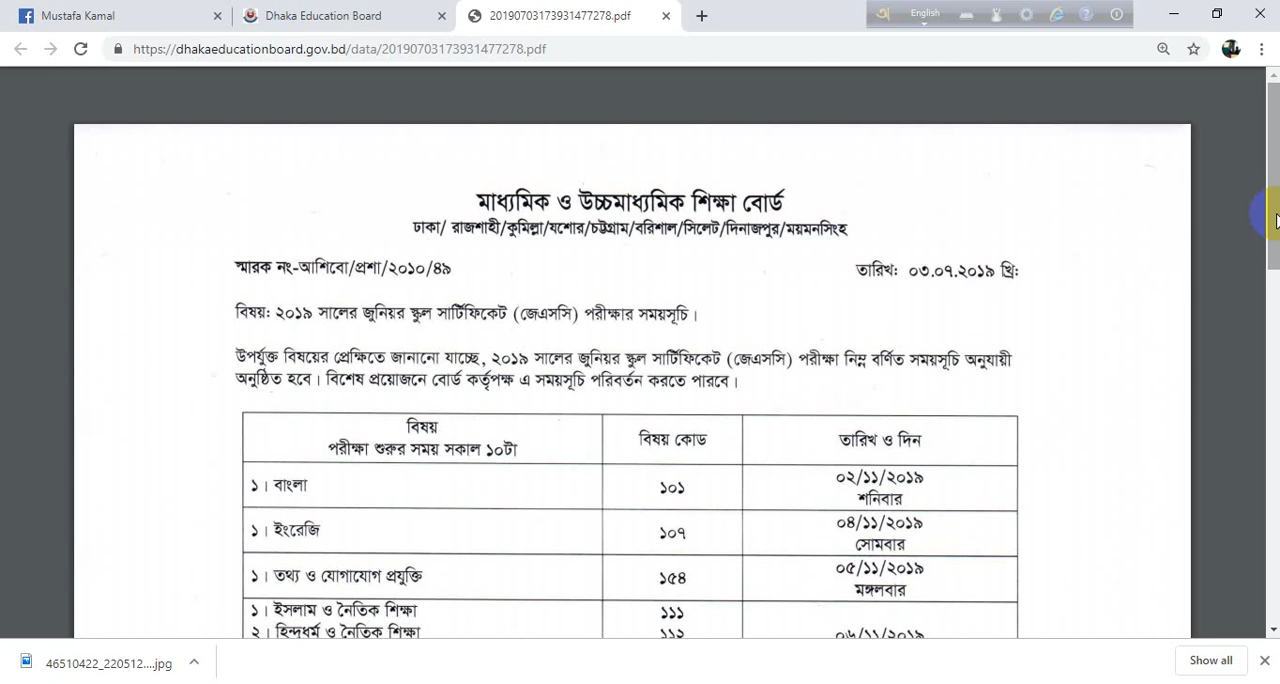 Mustafa Kamal
Dhaka Education Board
20190703173931477278.pdf
English
https://dhakaeducationboard.gov.bd/data/20190703173931477278.pdf
মাধ্যমিক ও উচ্চমাধ্যমিক শিক্ষা বোর্ড
ঢাকা/ রাজশাহী/কুমিল্লা/যশোর/চট্টগ্রাম/বরিশাল/সিলেট/দিনাজপুর/ময়মনসিংহ
স্মারক নং-আশিবো/প্রশা/২০১০/৪৯
তারিখঃ ০৩.০৭.২০১৯ খ্রিঃ
বিষয়: ২০১৯ সালের জুনিয়র স্কুল সার্টিফিকেট (জেএসসি) পরীক্ষার সময়সূচি।
উপর্যুক্ত বিষয়ের প্রেক্ষিতে জানানো যাচ্ছে, ২০১৯ সালের জুনিয়র স্কুল সার্টিফিকেট (জেএসসি) পরীক্ষা নিম্ন বর্ণিত সময়সূচি অনুযায়ী
অনুষ্ঠিত হবে। বিশেষ প্রয়োজনে বোর্ড কর্তৃপক্ষ এ সময়সূচি পরিবর্তন করতে পারবে।
বিষয়
পরীক্ষা শুরুর সময় সকাল ১০টা
বিষয় কোড
তারিখ ও দিন
১। বাংলা
১০১
০২/১১/২০১৯
শনিবার
১। ইংরেজি
১০৭
০৪/১১/২০১৯
সোমবার
১। তথ্য ও যোগাযোগ প্রযুক্তি
১৫৪
০৫/১১/২০১৯
মঙ্গলবার
১। ইসলাম ও নৈতিক শিক্ষা
১১১
২। হিন্দুধর্ম ও নৈতিক শিক্ষা
১১২
০৬/১১/২০১৯
46510422_220512....jpg
Show all